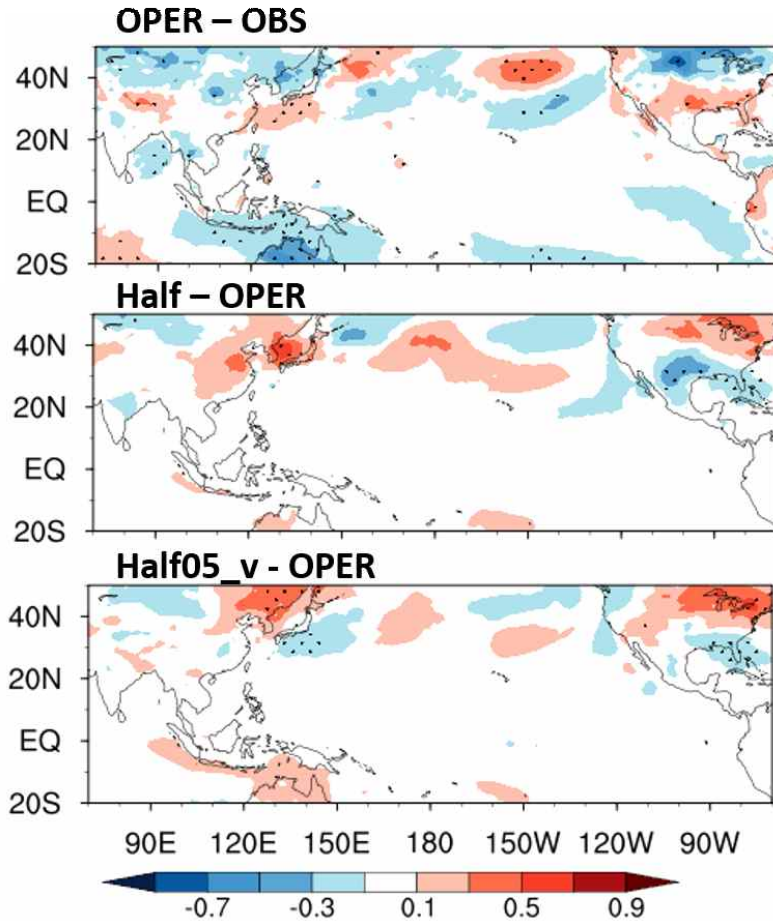 OPER – OBS
40N
20N
EQ
20S
Half – OPER
40N
20N
EQ
20S
Half05_v - OPER
40N
20N
EQ
20S
90E 120E 150E 180 150W 120W 90W
-0.7 -0.3 0.1 0.5 0.9